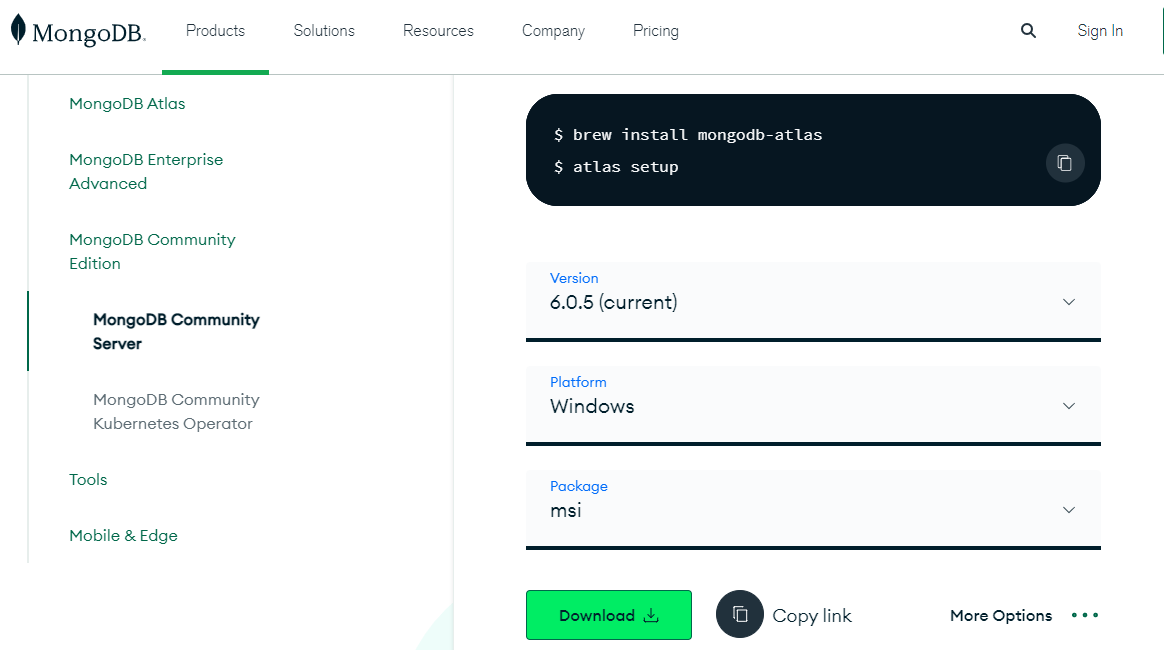 MongoDB.
Products
Solutions
Resources
Company
Pricing
Sign In
MongoDB Atlas
MongoDB Enterprise
Advanced
MongoDB Community
Edition
MongoDB Community
Server
MongoDB Community
Kubernetes Operator
Tools
Mobile & Edge
$ brew install mongodb-atlas
$ atlas setup
Version
6.0.5 (current)
Platform
Windows
Package
msi
Download
Copy link
More Options